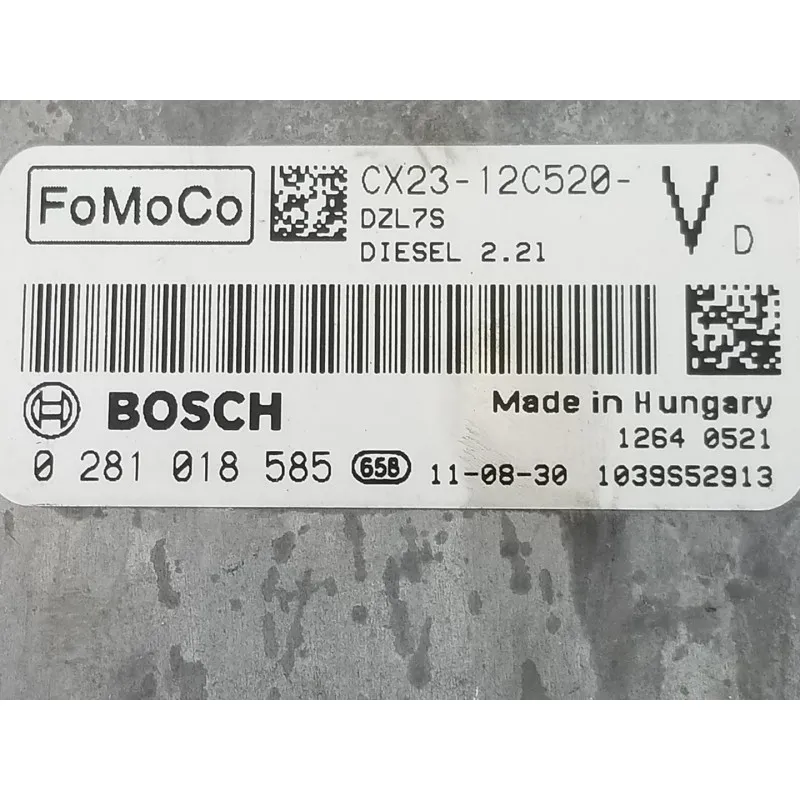 FoMoCo
CX23-12C520- V D
DZL7S
DIESEL 2.2l
BOSCH
Made in Hungary
1264 0521
0 281 018 585 658 11-08-30 1039S52913